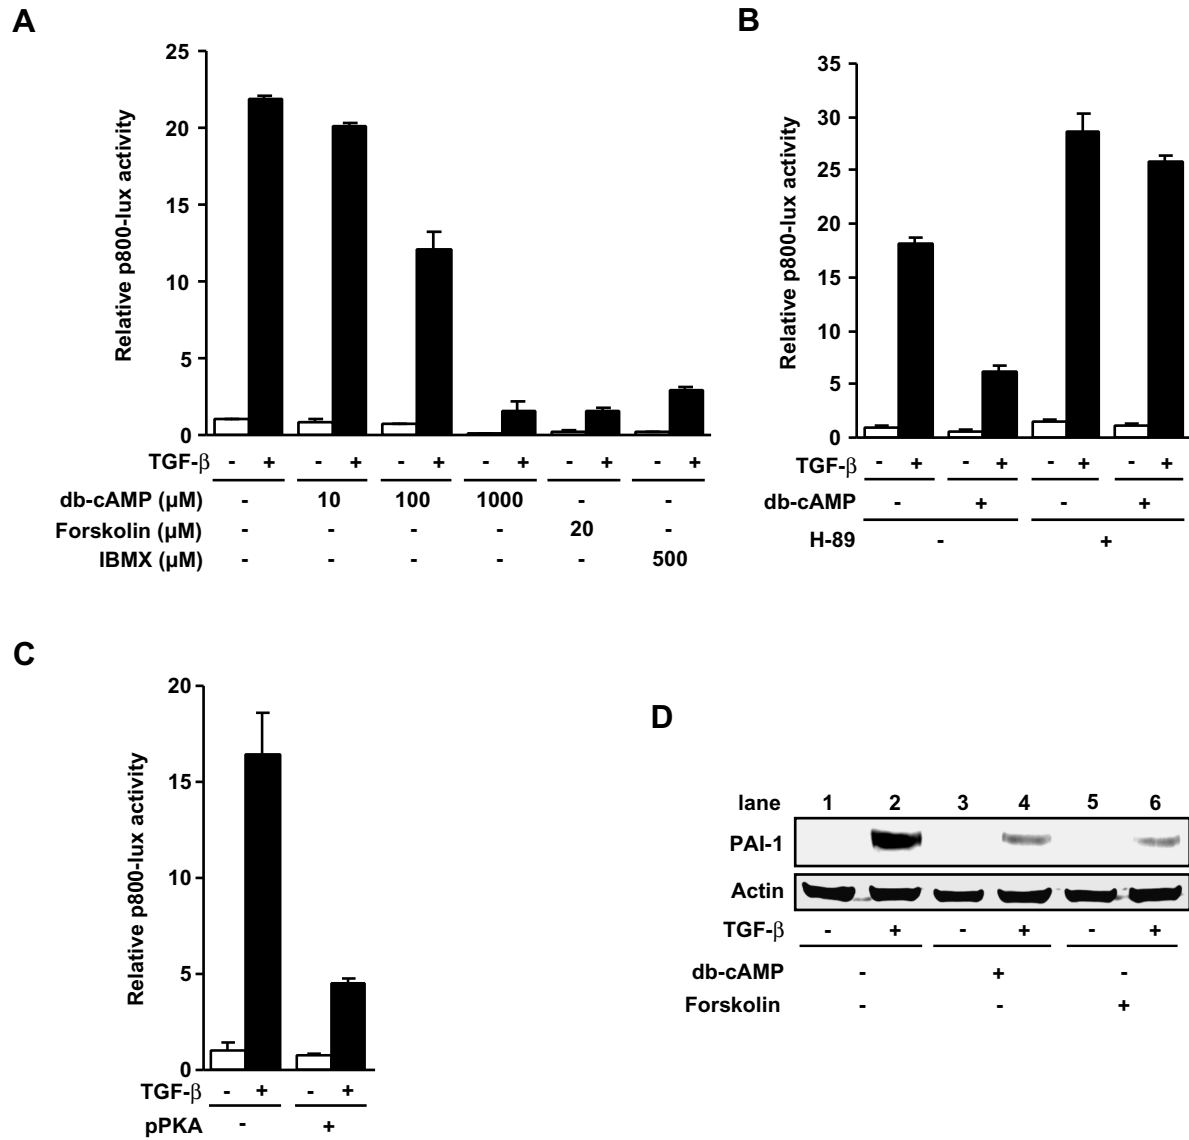 A
Relative p800-lux activity
25
20
15
10
5
0
TGF-β - + - + - + - + - + - +
db-cAMP (μM) - 10 100 1000 - -
Forskolin (μM) - - - - 20 -
IBMX (μM) - - - - - 500
B
Relative p800-lux activity
35
30
25
20
15
10
5
0
TGF-β - + - + - + - +
db-cAMP - + - +
H-89 - +
C
Relative p800-lux activity
20
15
10
5
0
TGF-β - + - +
pPKA - +
D
lane 1 2 3 4 5 6
PAI-1
Actin
TGF-β - + - + - +
db-cAMP - + -
Forskolin - - +